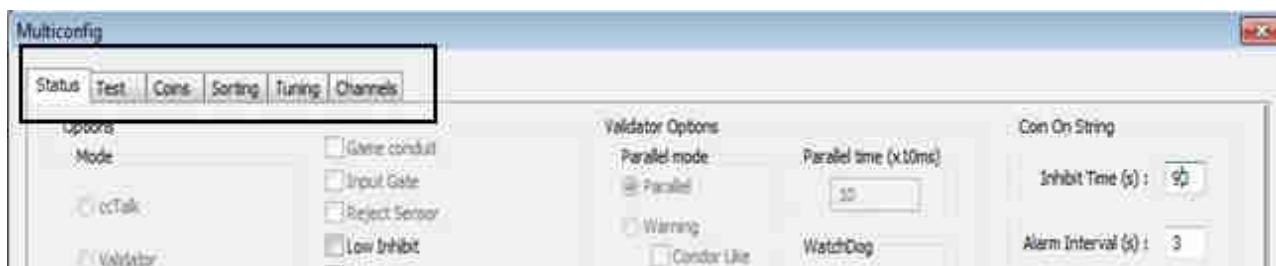 Multiconfig
Status Test Coins Sorting Tuning Channels
Options
Mode
ccTalk
Validator
Game conduit
Input Gate
Reject Sensor
Low Inhibit
Validator Options
Parallel mode
Parallel
Warning
Condor Like
Parallel time (x10ms)
10
WatchDog
Coin On String
Inhibit Time (s) :
Alarm Interval (s) : 3